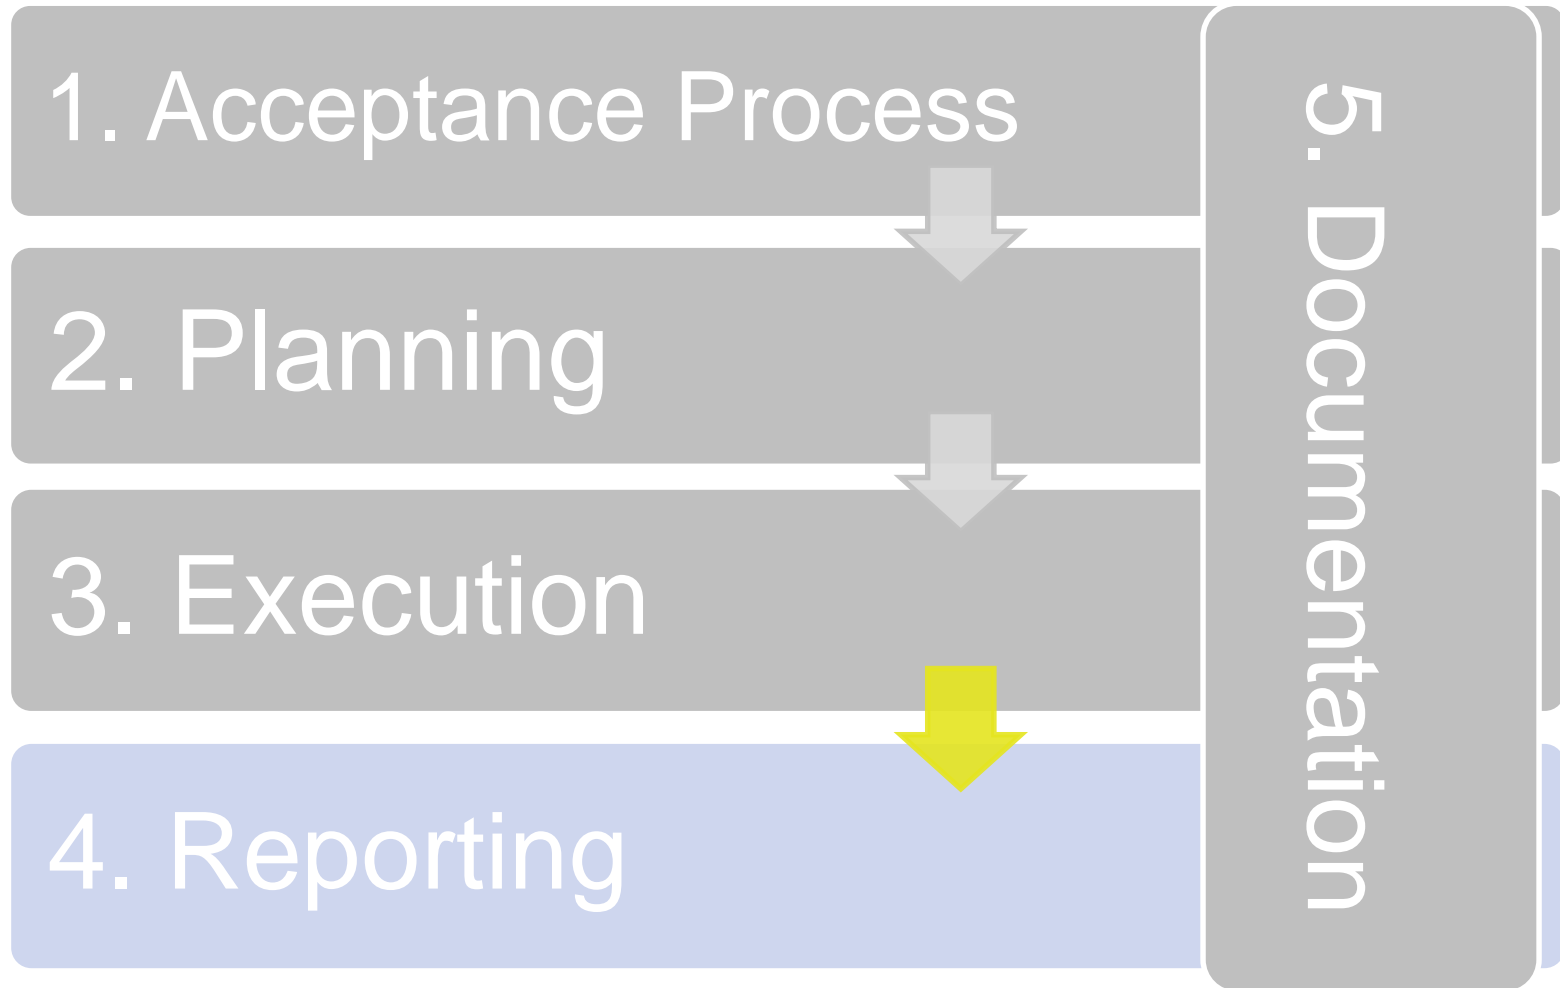 1. Acceptance Process
2. Planning
3. Execution
4. Reporting
5. Documentation